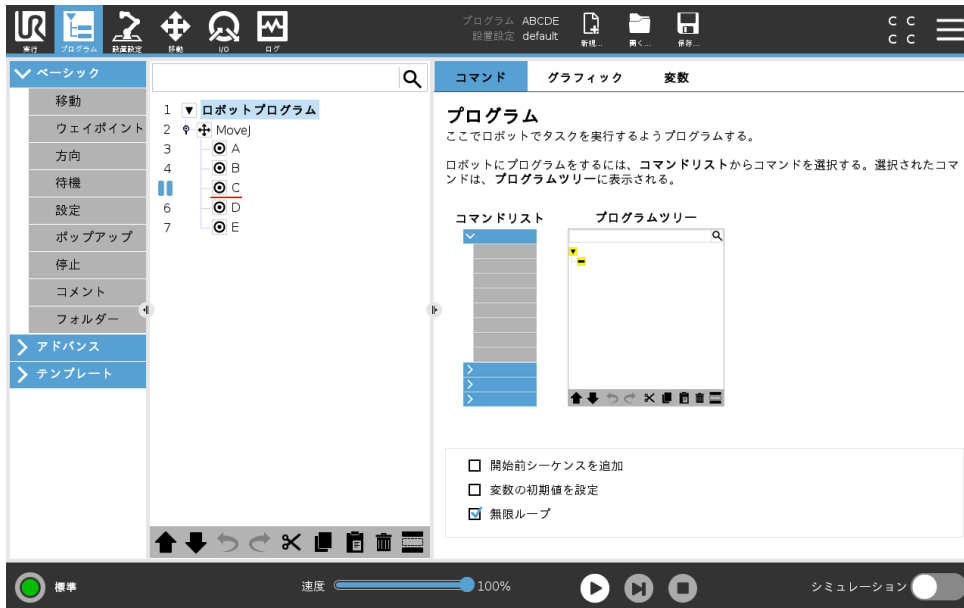 UR
実行
プログラム
設置設定
移動
I/O
ログ
プログラム ABCDE
設置設定 default
新規...
開く...
保存...
C C
C C
ベーシック
移動
ウェイポイント
方向
待機
設定
ポップアップ
停止
コメント
フォルダー
アドバンス
テンプレート
1 ロボットプログラム
2 MoveJ
3 A
4 B
C
6 D
7 E
コマンド グラフィック 変数
プログラム
ここでロボットでタスクを実行するようプログラムする。
ロボットにプログラムをするには、コマンドリストからコマンドを選択する。選択されたコマ
ンドは、プログラムツリーに表示される。
コマンドリスト プログラムツリー
開始前シーケンスを追加
変数の初期値を設定
無限ループ
標準
速度 100%
シミュレーション